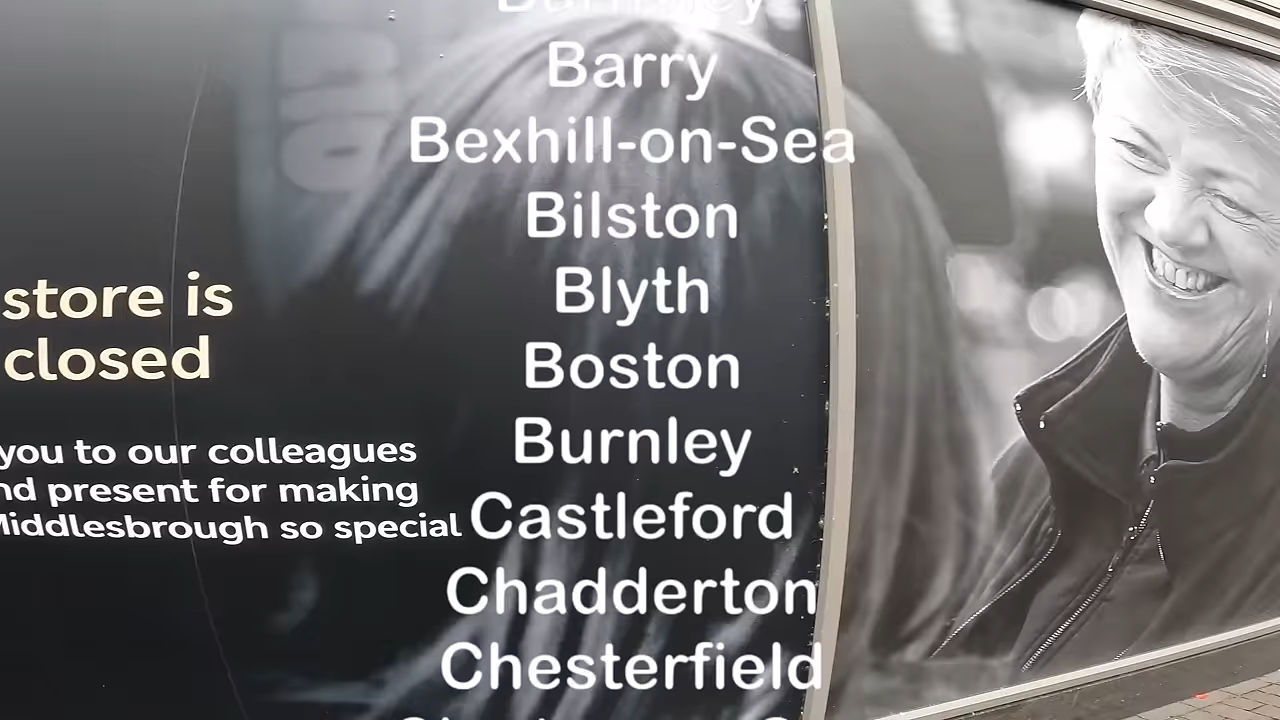 store is
closed
you to our colleagues
nd present for making
Middlesbrough so special
Barnsley
Barry
Bexhill-on-Sea
Bilston
Blyth
Boston
Burnley
Castleford
Chadderton
Chesterfield